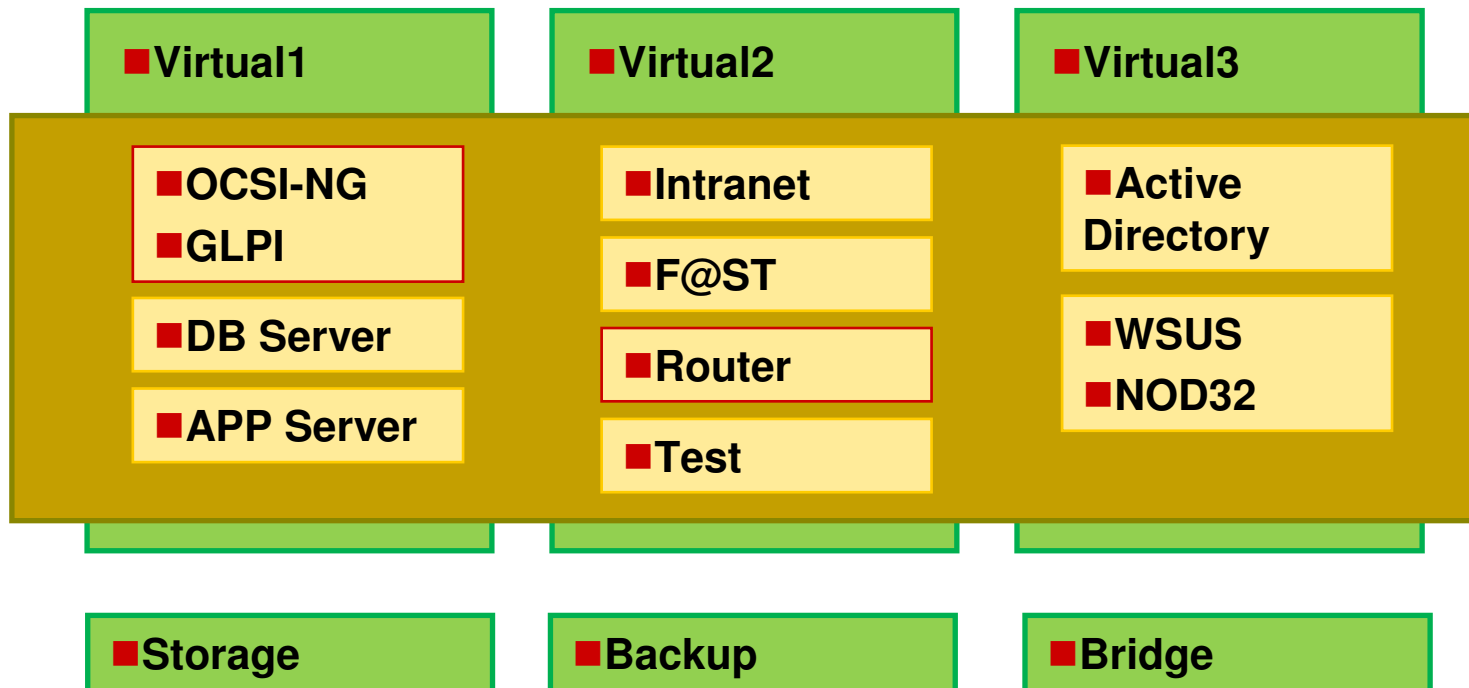 Virtual1
Virtual2
Virtual3
OCSI-NG
GLPI
DB Server
APP Server
Intranet
F@ST
Router
Test
Active
Directory
WSUS
NOD32
Storage
Backup
Bridge